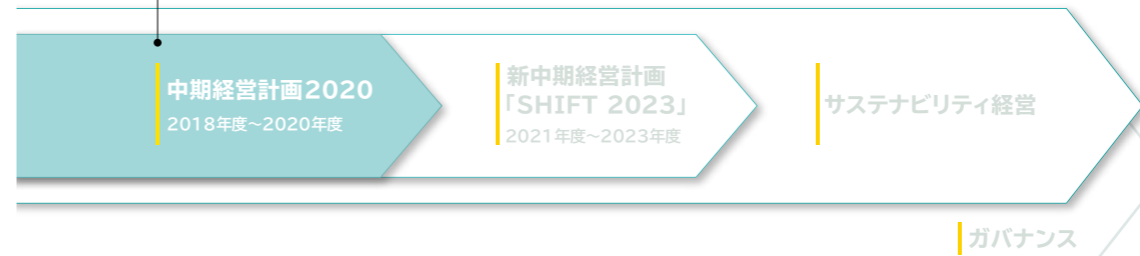 中期経営計画2020
2018年度~2020年度
新中期経営計画
「SHIFT 2023」
2021年度~2023年度
サステナビリティ経営
ガバナンス